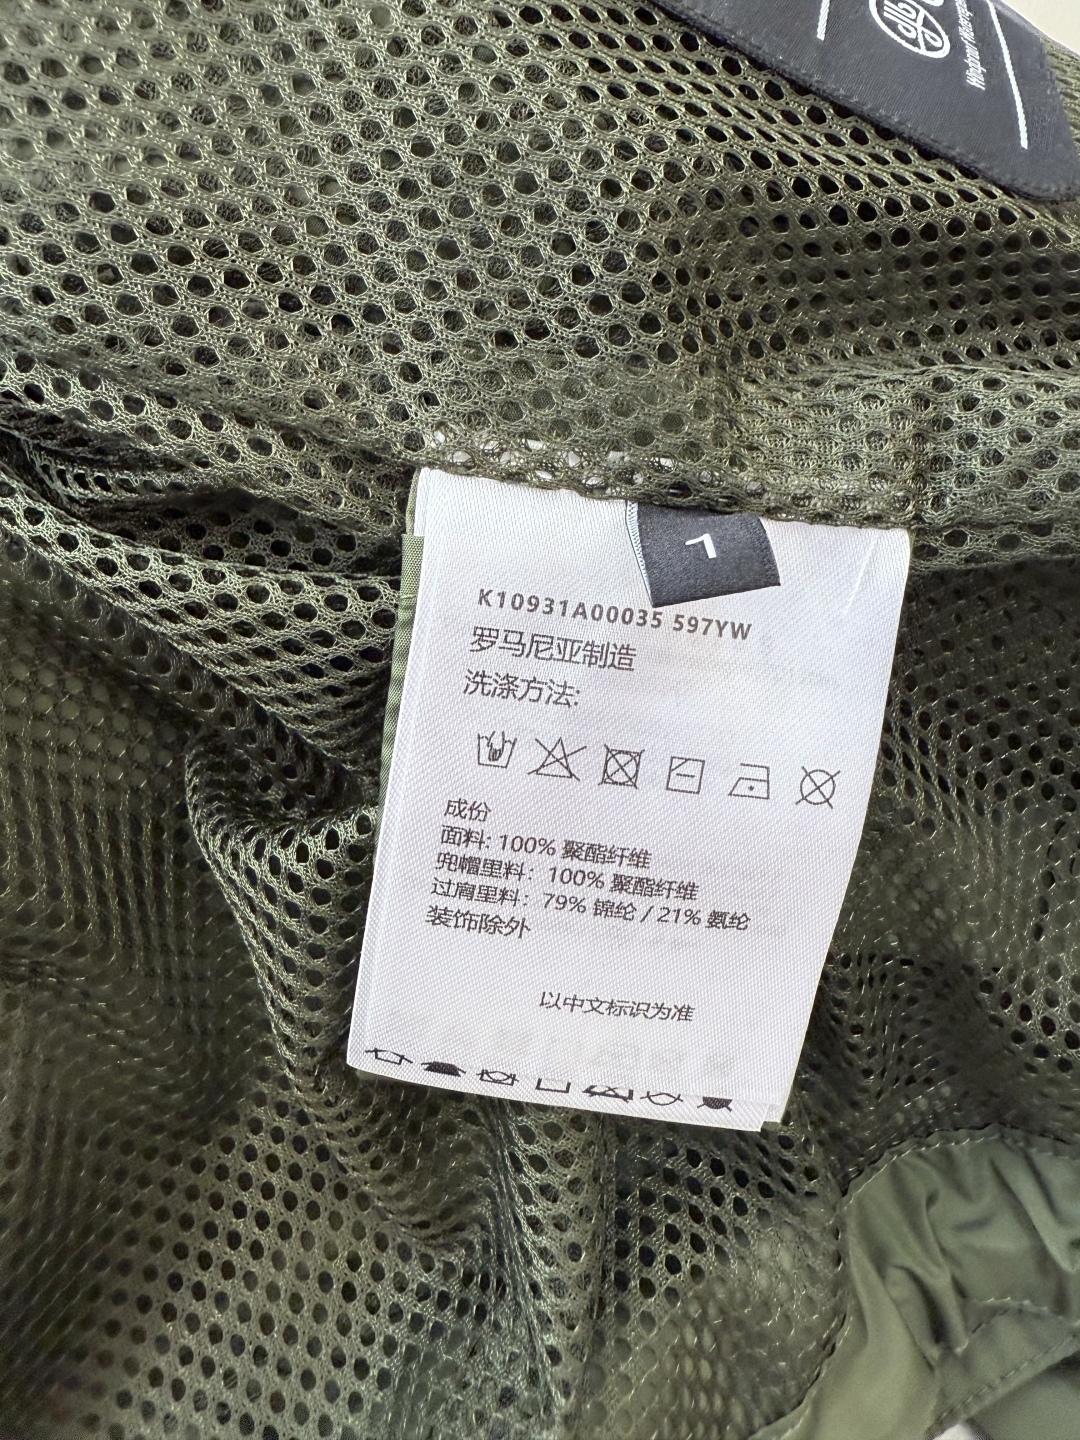 L
K10931A00035 597YW
罗马尼亚制造
洗涤方法:
成份
面料: 100% 聚酯纤维
兜帽里料: 100% 聚酯纤维
过肩里料: 79% 锦纶 / 21% 氨纶
装饰除外
以中文标识为准